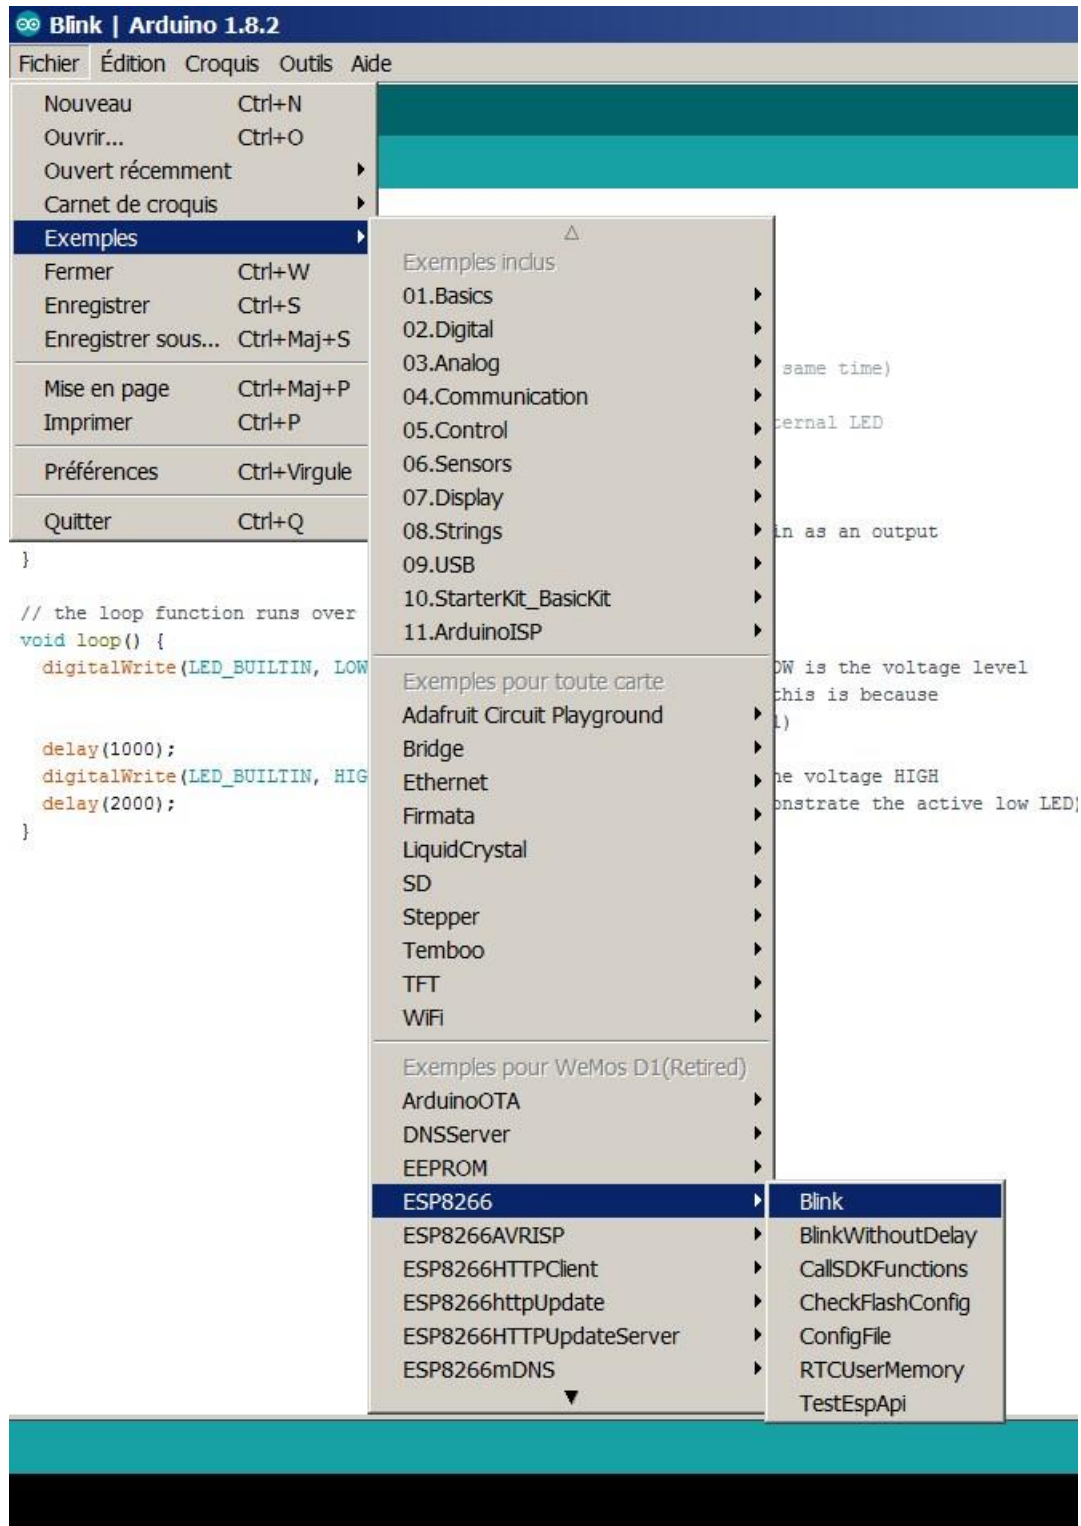 Blink | Arduino 1.8.2
Fichier Édition Croquis Outils Aide
Nouveau Ctrl+N
Ouvrir... Ctrl+O
Ouvert récemment
Carnet de croquis
Exemples
Fermer Ctrl+W
Enregistrer Ctrl+S
Enregistrer sous... Ctrl+Maj+S
Mise en page Ctrl+Maj+P
Imprimer Ctrl+P
Préférences Ctrl+Virgule
Quitter Ctrl+Q
Exemples inclus
01.Basics
02.Digital
03.Analog
04.Communication
05.Control
06.Sensors
07.Display
08.Strings
09.USB
10.StarterKit_BasicKit
11.ArduinoISP
Exemples pour toute carte
Adafruit Circuit Playground
Bridge
Ethernet
Firmata
LiquidCrystal
SD
Stepper
Temboo
TFT
WiFi
Exemples pour WeMos D1(Retired)
ArduinoOTA
DNSServer
EEPROM
ESP8266
ESP8266AVRISP
ESP8266HTTPClient
ESP8266httpUpdate
ESP8266HTTPUpdateServer
ESP8266mDNS
Blink
BlinkWithoutDelay
CallSDKFunctions
CheckFlashConfig
ConfigFile
RTCUserMemory
TestEspApi
same time)
LED
in as an output
}
// the loop function runs over
void loop() {
digitalWrite(LED_BUILTIN, LOW is the voltage level
this is because
delay(1000);
digitalWrite(LED_BUILTIN, voltage HIGH
delay(2000); the active low LED)
}